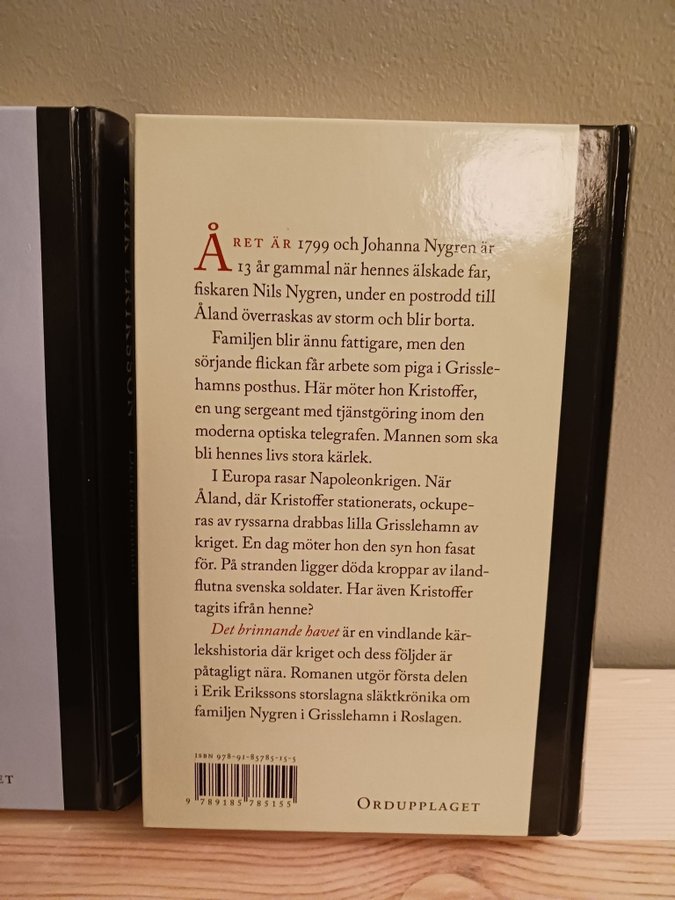 ÅRET ÄR 1799 och Johanna Nygren är
13 år gammal när hennes älskade far,
fiskaren Nils Nygren, under en postrodd till
Åland överraskas av storm och blir borta.
Familjen blir ännu fattigare, men den
sörjande flickan får arbete som piga i Grissle-
hamns posthus. Här möter hon Kristoffer,
en ung sergeant med tjänstgöring inom den
moderna optiska telegrafen. Mannen som ska
bli hennes livs stora kärlek.
I Europa rasar Napoleonkrigen. När
Åland, där Kristoffer stationerats, ockupe-
ras av ryssarna drabbas lilla Grisslehamn av
kriget. En dag möter hon den syn hon fasat
för. På stranden ligger döda kroppar av iland-
flutna svenska soldater. Har även Kristoffer
tagits ifrån henne?
Det brinnande havet är en vindlande kär-
lekshistoria där kriget och dess följder är
påtagligt nära. Romanen utgör första delen
i Erik Erikssons storslagna släktkrönika om
familjen Nygren i Grisslehamn i Roslagen.
ISBN 978-91-85785-15-5
9 789185 785155
ORDUPPLAGET
ERIK ERIKSSON
ET